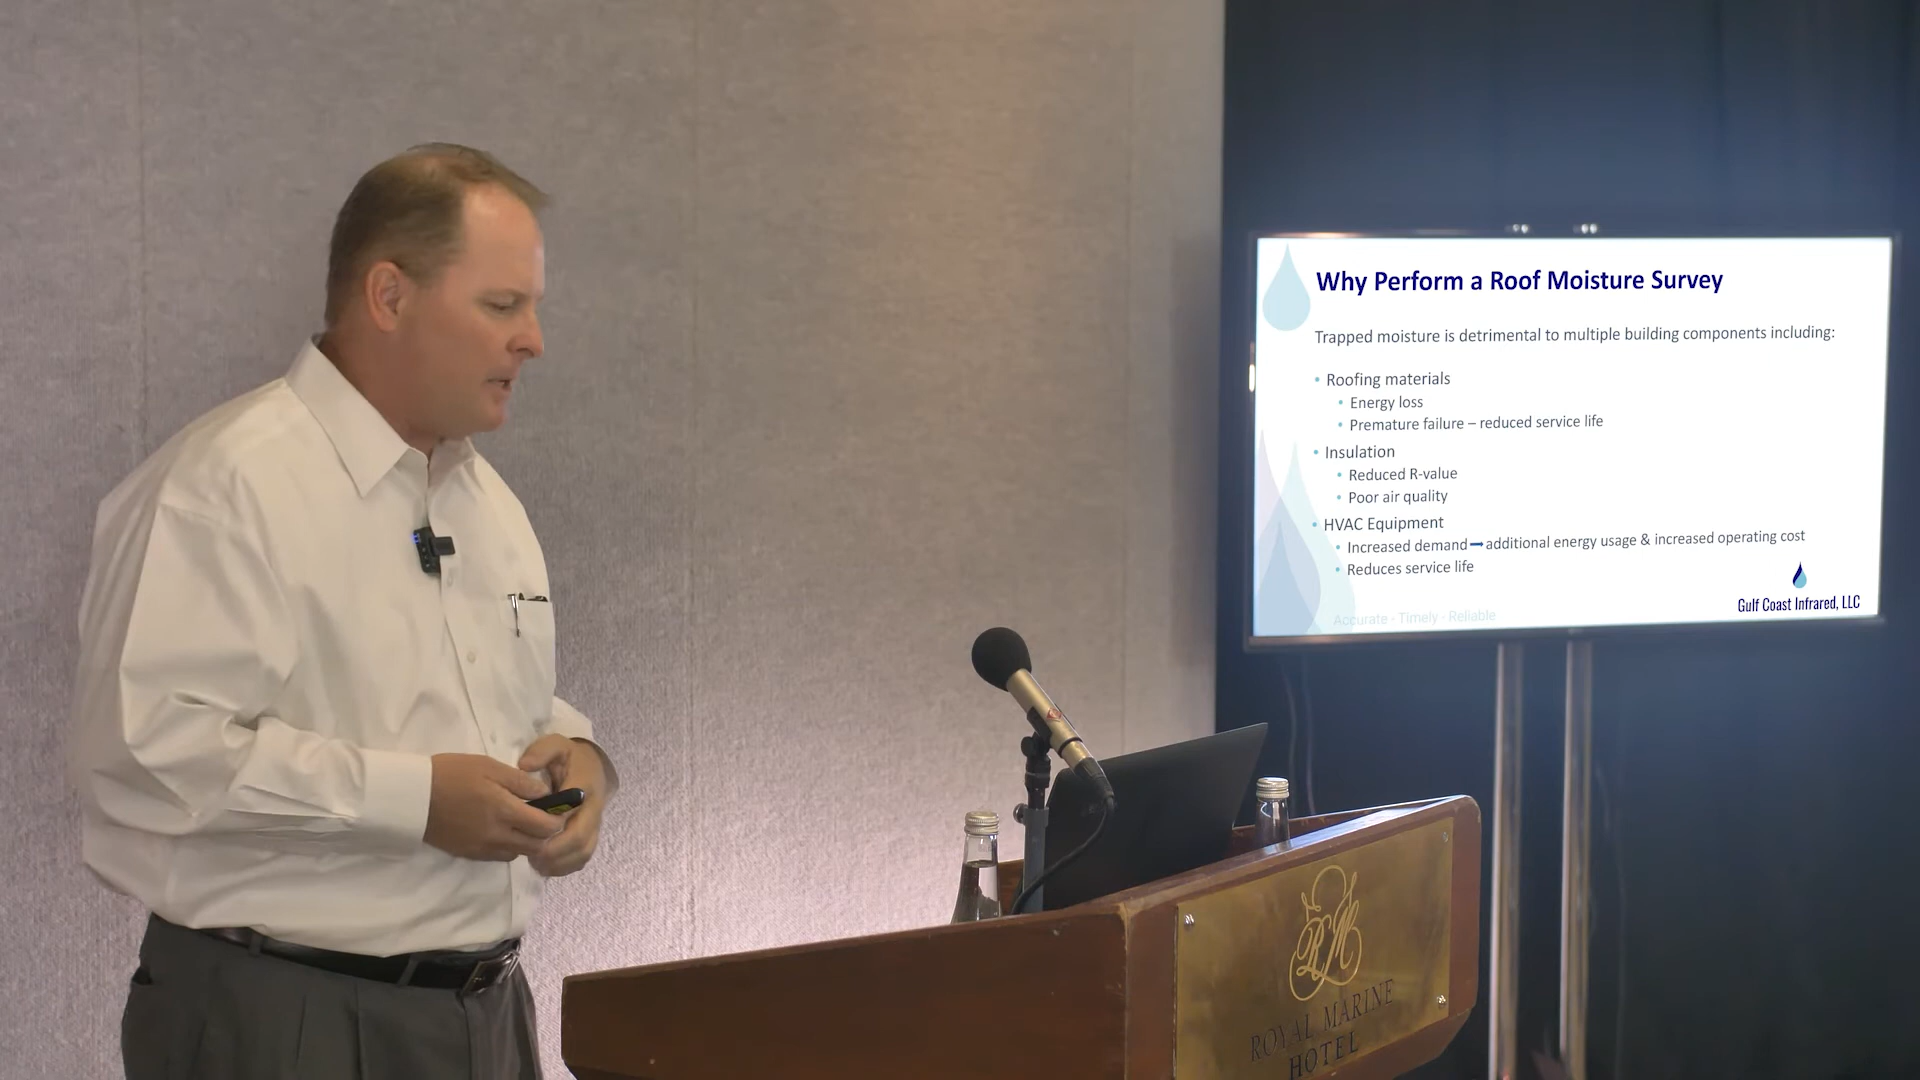 Why Perform a Roof Moisture Survey
Trapped moisture is detrimental to multiple building components including:
• Roofing materials
• Energy loss
• Premature failure – reduced service life
• Insulation
• Reduced R-value
• Poor air quality
• HVAC Equipment
• Increased demand ➡ additional energy usage & increased operating cost
• Reduces service life
Gulf Coast Infrared, LLC
Accurate - Timely - Reliable
RM
ROYAL MARINE
HOTEL